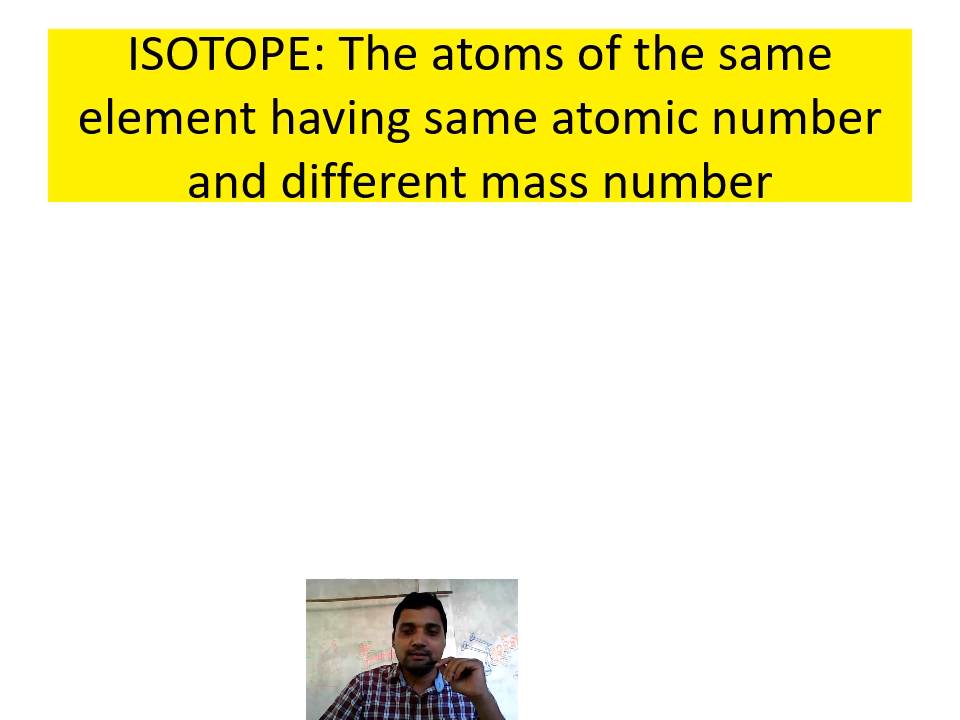 ISOTOPE: The atoms of the same
element having same atomic number
and different mass number